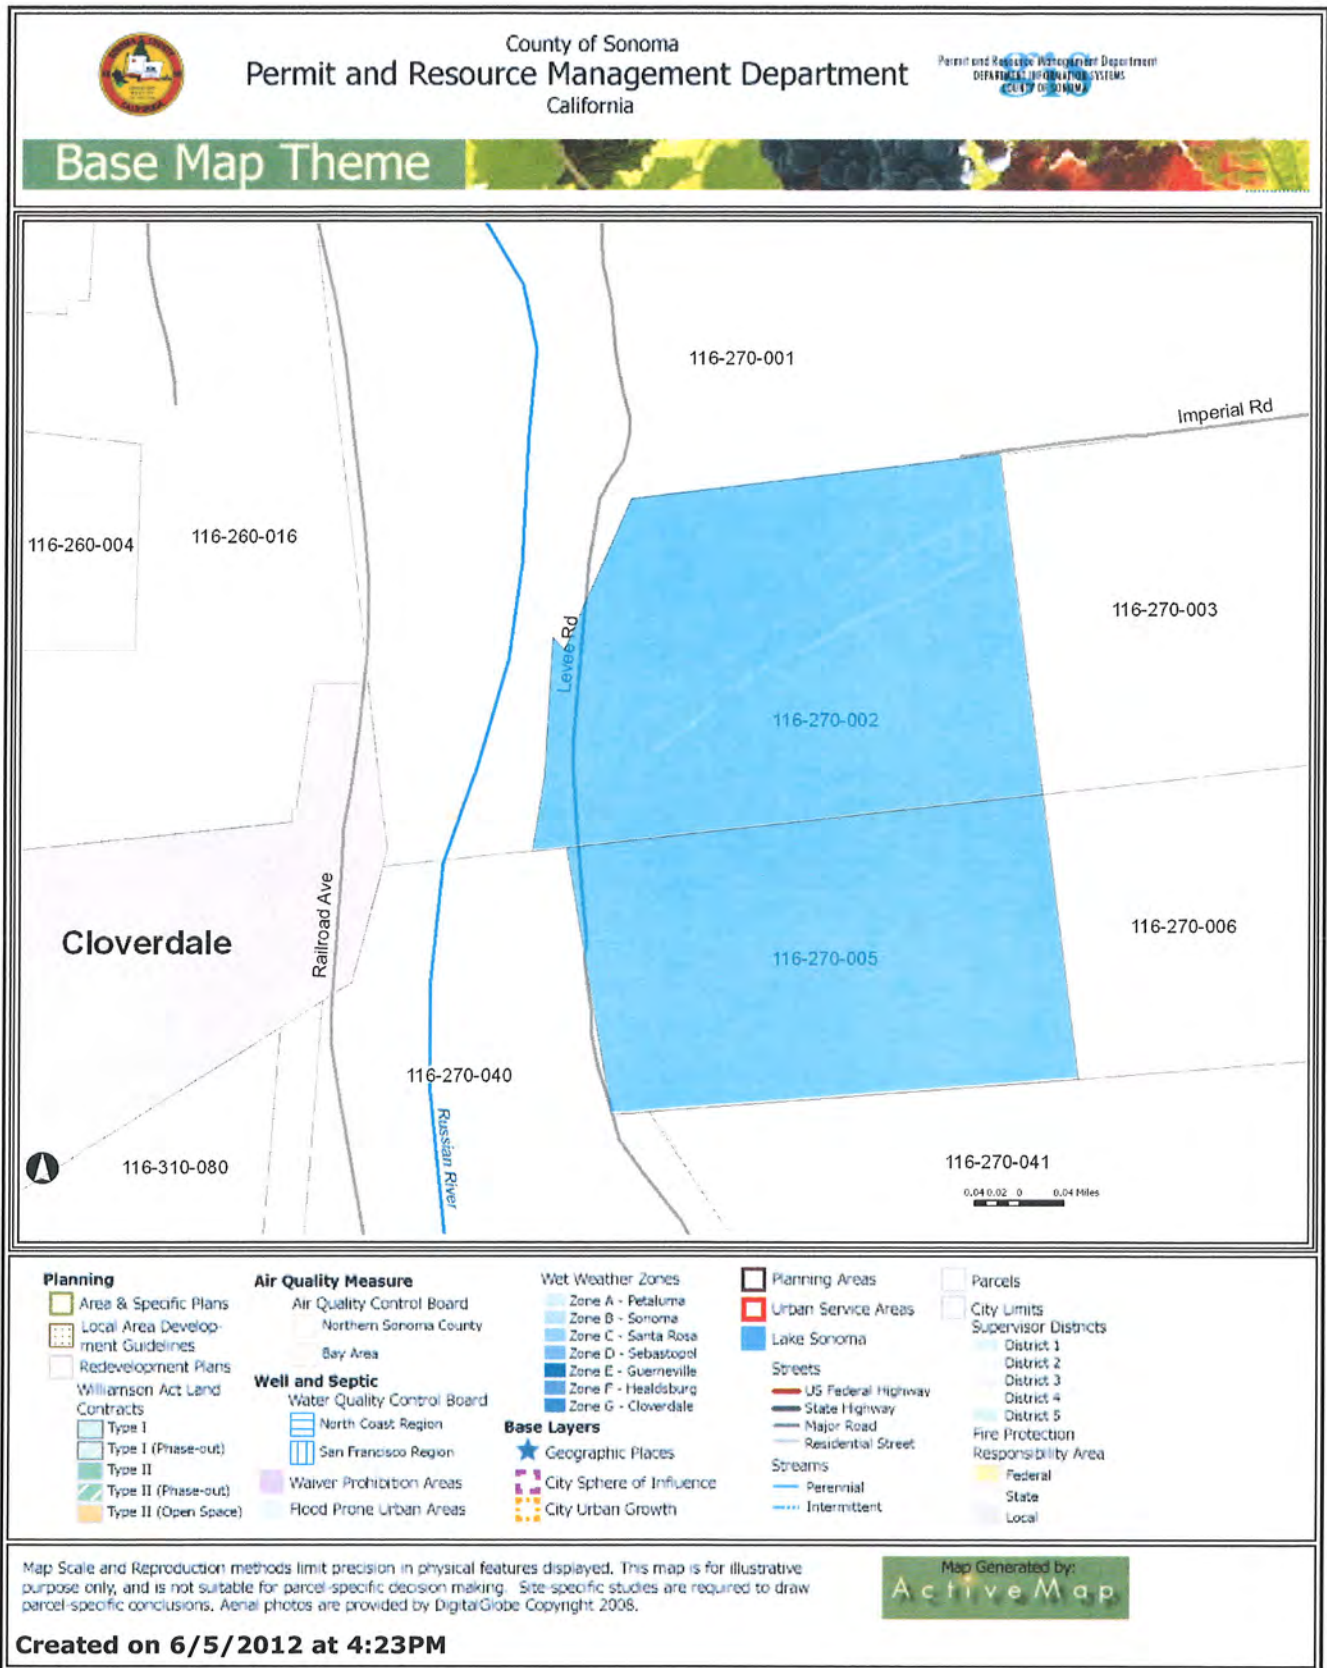 County of Sonoma
Permit and Resource Management Department
California
Permit and Resource Management Department
DEPARTMENT INFORMATION SYSTEMS
COUNTY OF SONOMA
gis
Base Map Theme
116-270-001
Imperial Rd
116-260-004
116-260-016
116-270-003
Levee Rd
116-270-002
Railroad Ave
Cloverdale
116-270-006
116-270-005
116-270-040
Russian River
116-310-080
116-270-041
0.04 0.02 0 0.04 Miles
Planning
Area & Specific Plans
Local Area Develop-
ment Guidelines
Redevelopment Plans
Williamson Act Land
Contracts
Type I
Type I (Phase-out)
Type II
Type II (Phase-out)
Type II (Open Space)
Air Quality Measure
Air Quality Control Board
Northern Sonoma County
Bay Area
Well and Septic
Water Quality Control Board
North Coast Region
San Francisco Region
Waiver Prohibition Areas
Flood Prone Urban Areas
Wet Weather Zones
Zone A - Petaluma
Zone B - Sonoma
Zone C - Santa Rosa
Zone D - Sebastopol
Zone E - Guerneville
Zone F - Healdsburg
Zone G - Cloverdale
Base Layers
Geographic Places
City Sphere of Influence
City Urban Growth
Planning Areas
Urban Service Areas
Lake Sonoma
Streets
US Federal Highway
State Highway
Major Road
Residential Street
Streams
Perennial
Intermittent
Parcels
City Limits
Supervisor Districts
District 1
District 2
District 3
District 4
District 5
Fire Protection
Responsibility Area
Federal
State
Local
Map Scale and Reproduction methods limit precision in physical features displayed. This map is for illustrative
purpose only, and is not suitable for parcel-specific decision making. Site-specific studies are required to draw
parcel-specific conclusions. Aerial photos are provided by DigitalGlobe Copyright 2008.
Map Generated by:
ActiveMap
Created on 6/5/2012 at 4:23PM